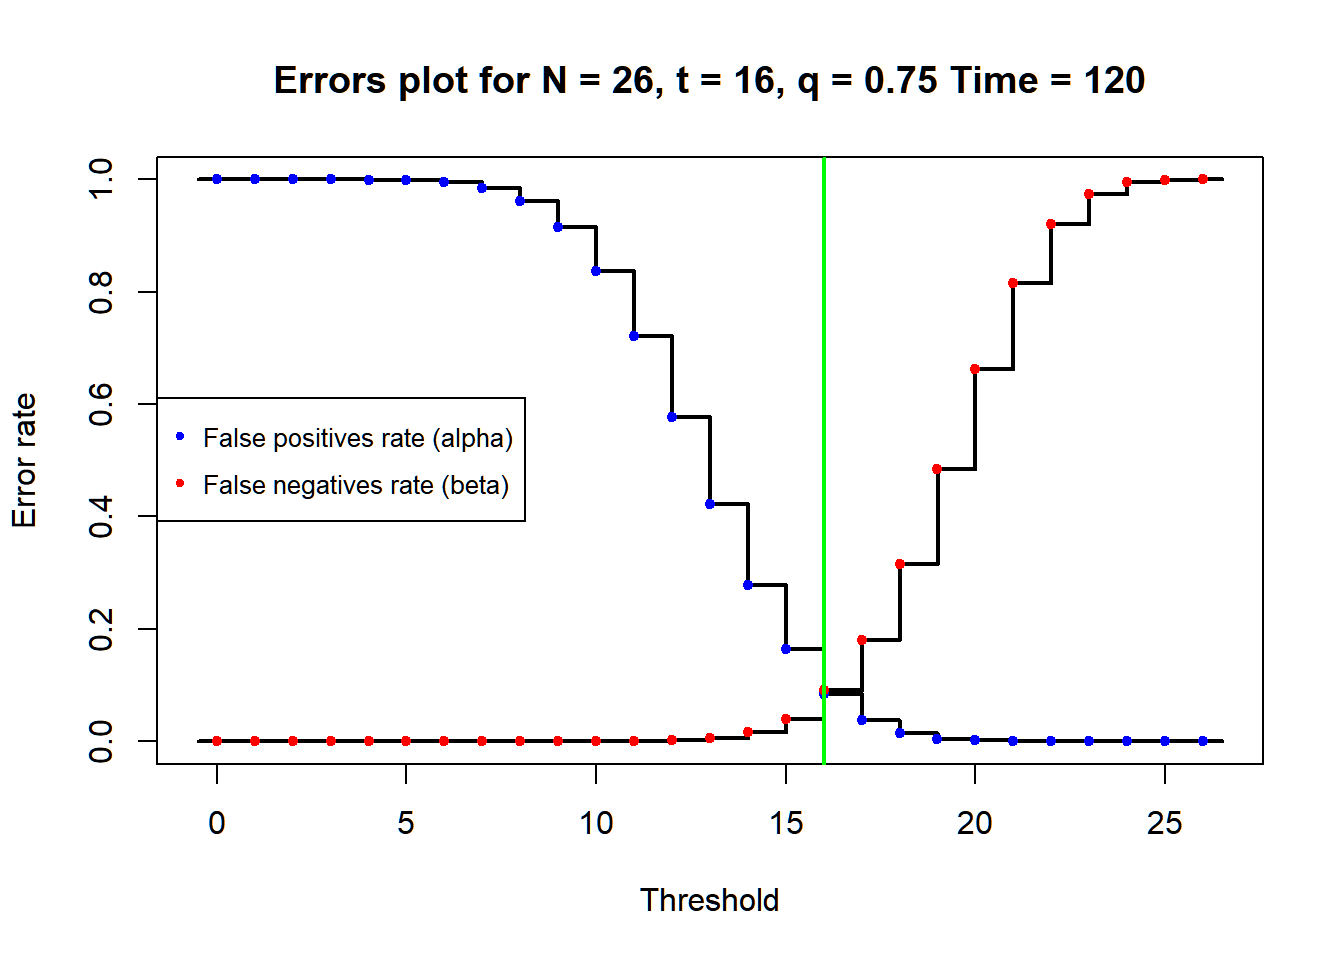 Errors plot for N = 26, t = 16, q = 0.75 Time = 120
Error rate
1.0
0.8
0.6
0.4
0.2
0.0
False positives rate (alpha)
False negatives rate (beta)
0 5 10 15 20 25
Threshold